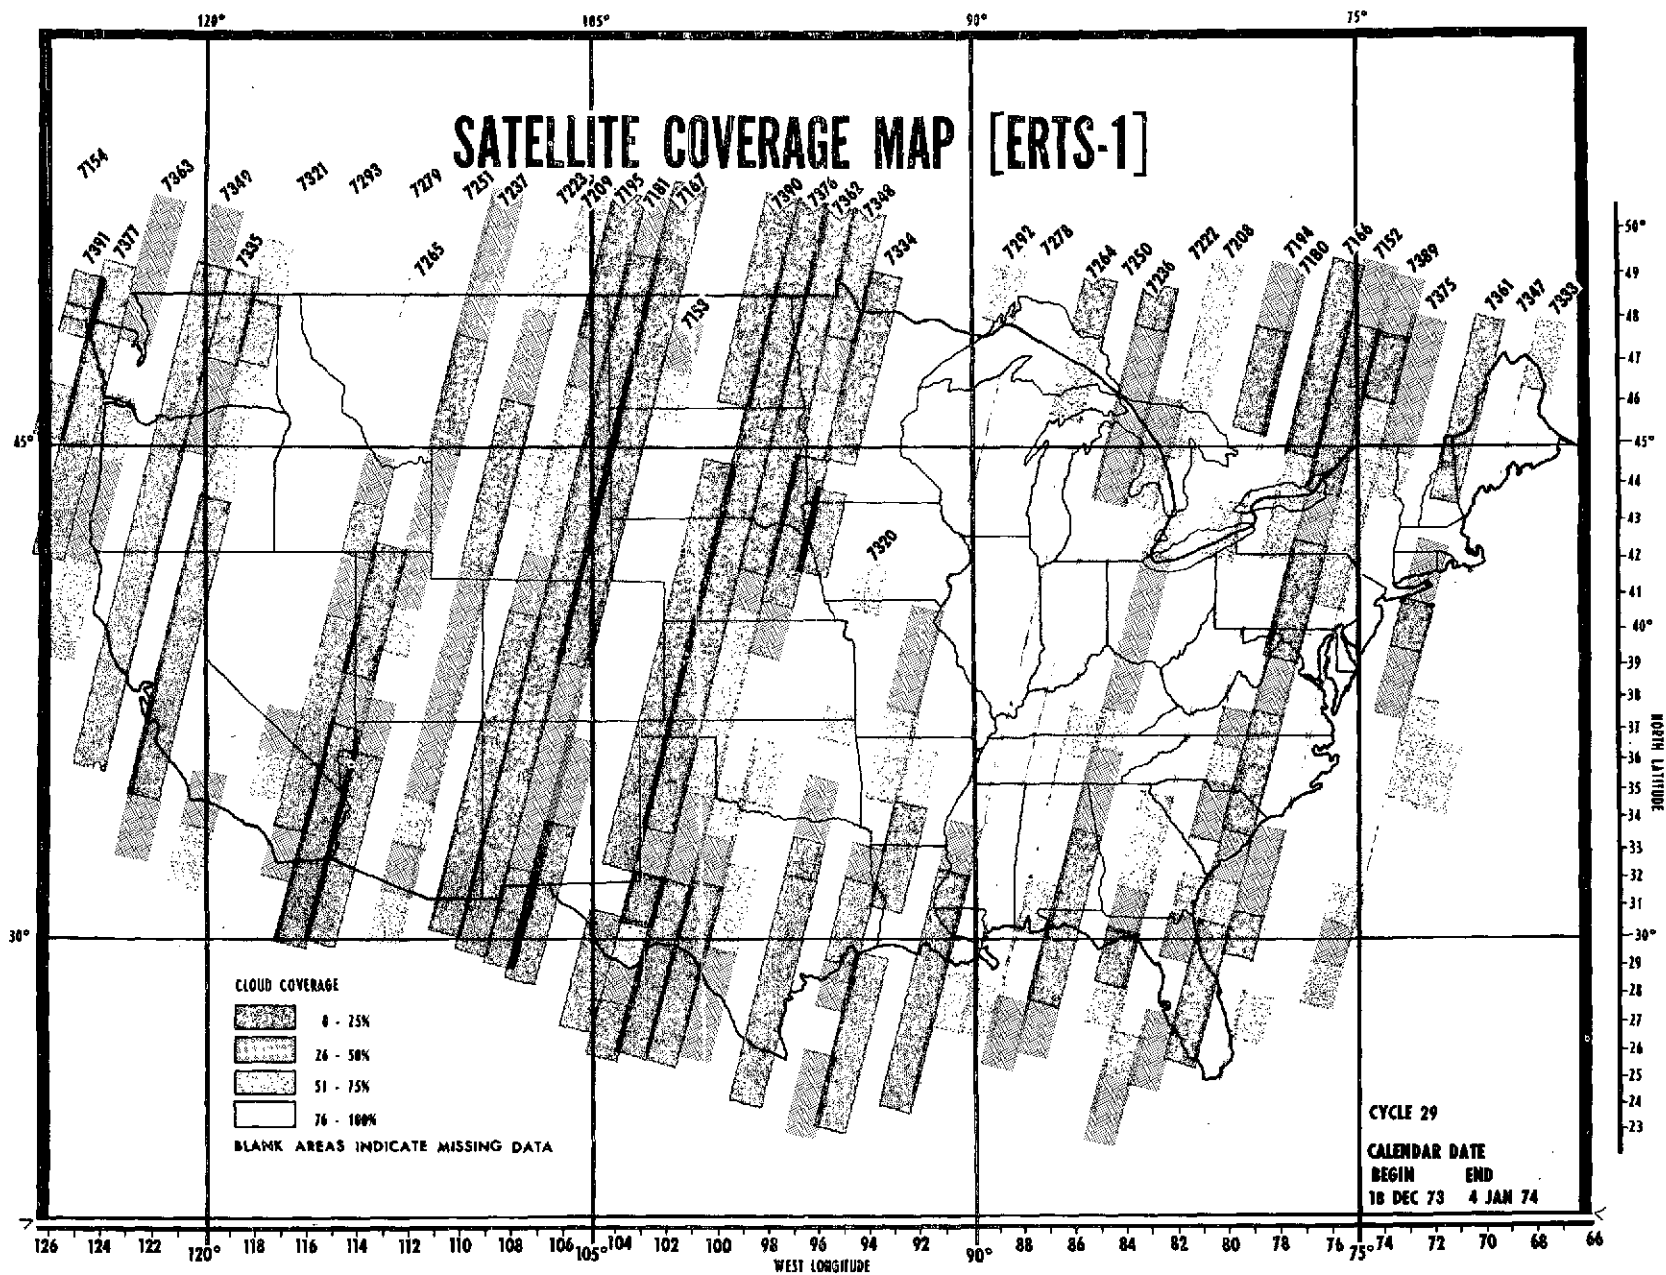 120° 105° 90° 75°
SATELLITE COVERAGE MAP [ERTS-1]
7154 7363 7349 7321 7293 7279 7251 7237 7223 7209 7195 7181 7167 7390 7376 7362 7348
7391 7377 7335 7265 7334 7292 7278 7264 7250 7236 7222 7208 7194 7180 7166 7152 7389 7375 7361 7347 7333
7153
7320
50°
49
48
47
46
45° 45°
44
43
42
41
40°
39
38
37
36
35
34
33
32
31
30° 30°
29
28
27
26
25
24
23
NORTH LATITUDE
CLOUD COVERAGE
0 - 25%
26 - 50%
51 - 75%
76 - 100%
BLANK AREAS INDICATE MISSING DATA
CYCLE 29
CALENDAR DATE
BEGIN END
18 DEC 73 4 JAN 74
126 124 122 120° 118 116 114 112 110 108 106 105° 104 102 100 98 96 94 92 90° 88 86 84 82 80 78 76 75° 74 72 70 68 66
WEST LONGITUDE